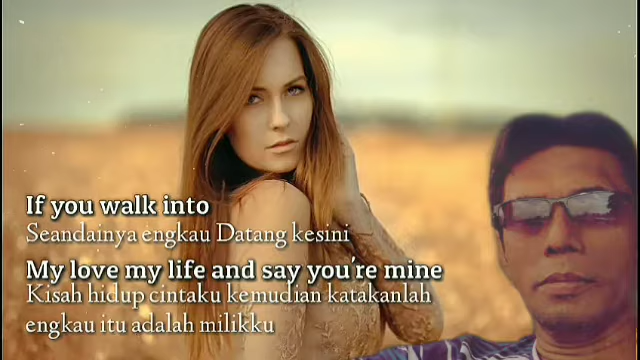 If you walk into
Seandainya engkau Datang kesini
My love my life and say you're mine
Kisah hidup cintaku kemudian katakanlah
engkau itu adalah milikku